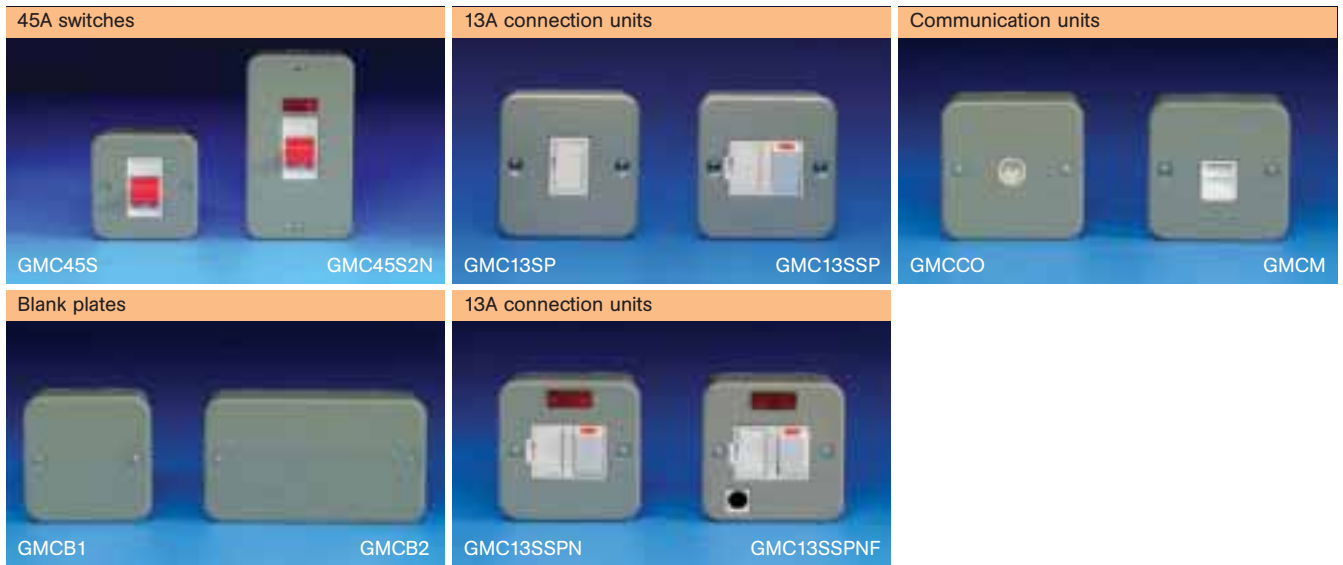 45A switches
GMC45S
GMC45S2N
13A connection units
GMC13SP
GMC13SSP
Communication units
GMCCO
GMCM
Blank plates
GMCB1
GMCB2
13A connection units
GMC13SSPN
GMC13SSPNF